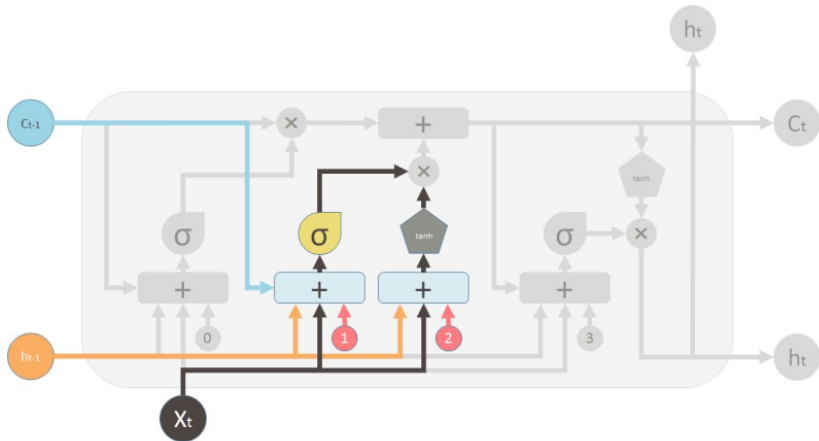 ht
Ct-1
×
+
Ct
×
tanh
σ
σ
tanh
σ
×
+
+
+
+
0
1
2
3
ht-1
ht
Xt